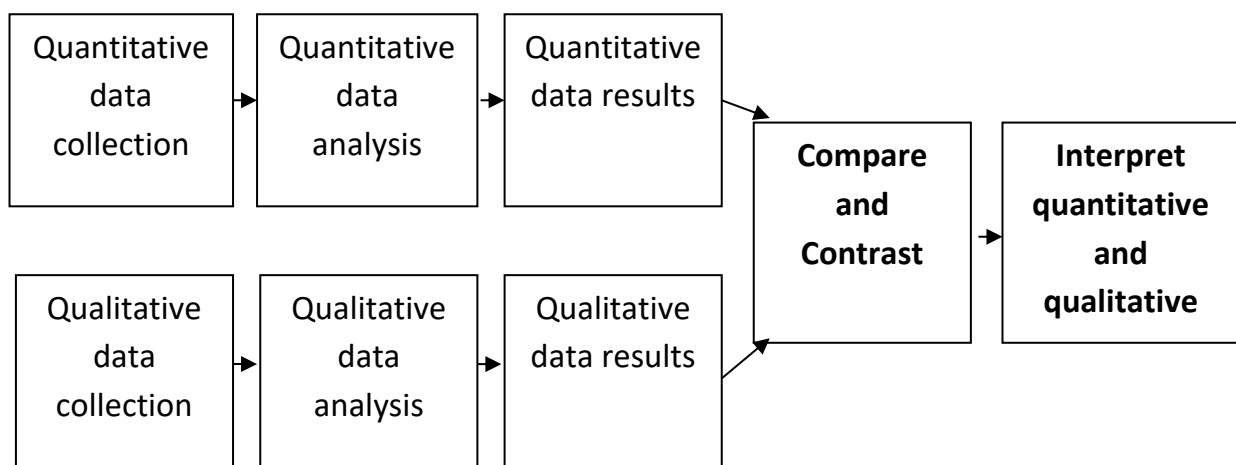 Quantitative
data
collection
Quantitative
data
analysis
Quantitative
data results
Compare
and
Contrast
Interpret
quantitative
and
qualitative
Qualitative
data
collection
Qualitative
data
analysis
Qualitative
data results